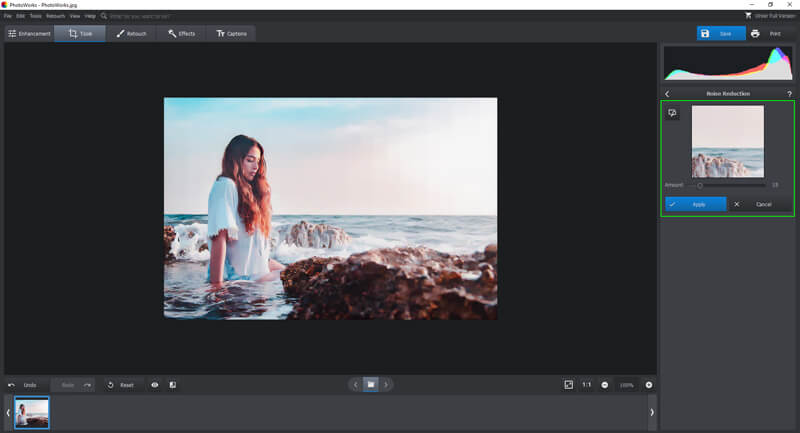 PhotoWorks - PhotoWorks.jpg
File Edit Tools Retouch View Help What do you want to do?
Order Full Version
Enhancement Tools Retouch Effects Captions Save Print
Noise Reduction ?
Amount 15
Apply Cancel
Undo Redo Reset 1:1 100%